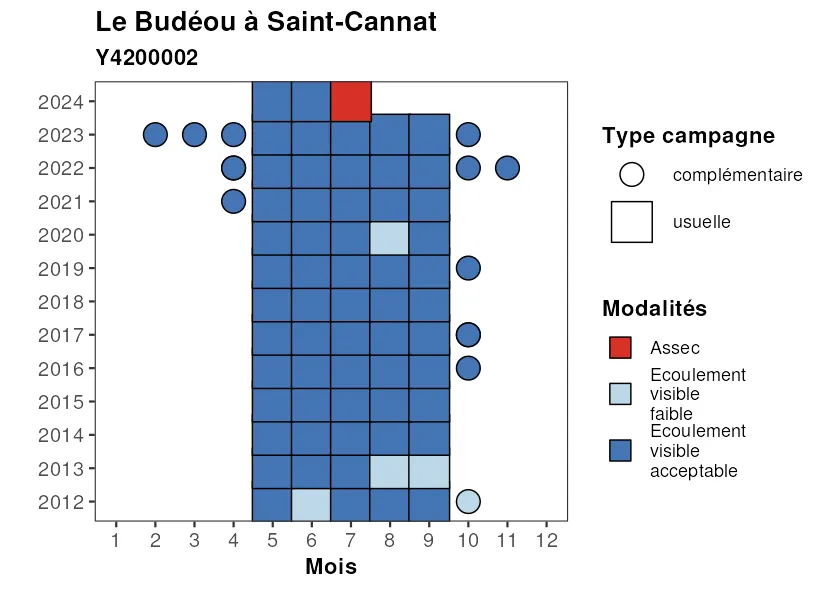 Le Budéou à Saint-Cannat
Y4200002
2024
2023
2022
2021
2020
2019
2018
2017
2016
2015
2014
2013
2012
1 2 3 4 5 6 7 8 9 10 11 12
Mois
Type campagne
complémentaire
usuelle
Modalités
Assec
Ecoulement
visible
faible
Ecoulement
visible
acceptable